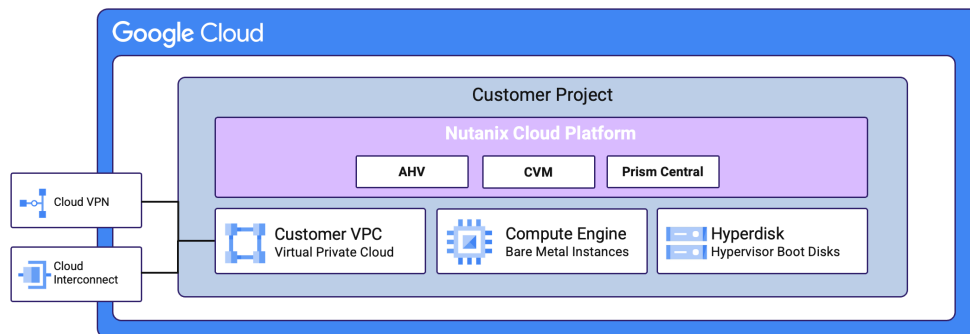 Google Cloud
Customer Project
Nutanix Cloud Platform
AHV
CVM
Prism Central
Cloud VPN
Cloud
Interconnect
Customer VPC
Virtual Private Cloud
Compute Engine
Bare Metal Instances
Hyperdisk
Hypervisor Boot Disks